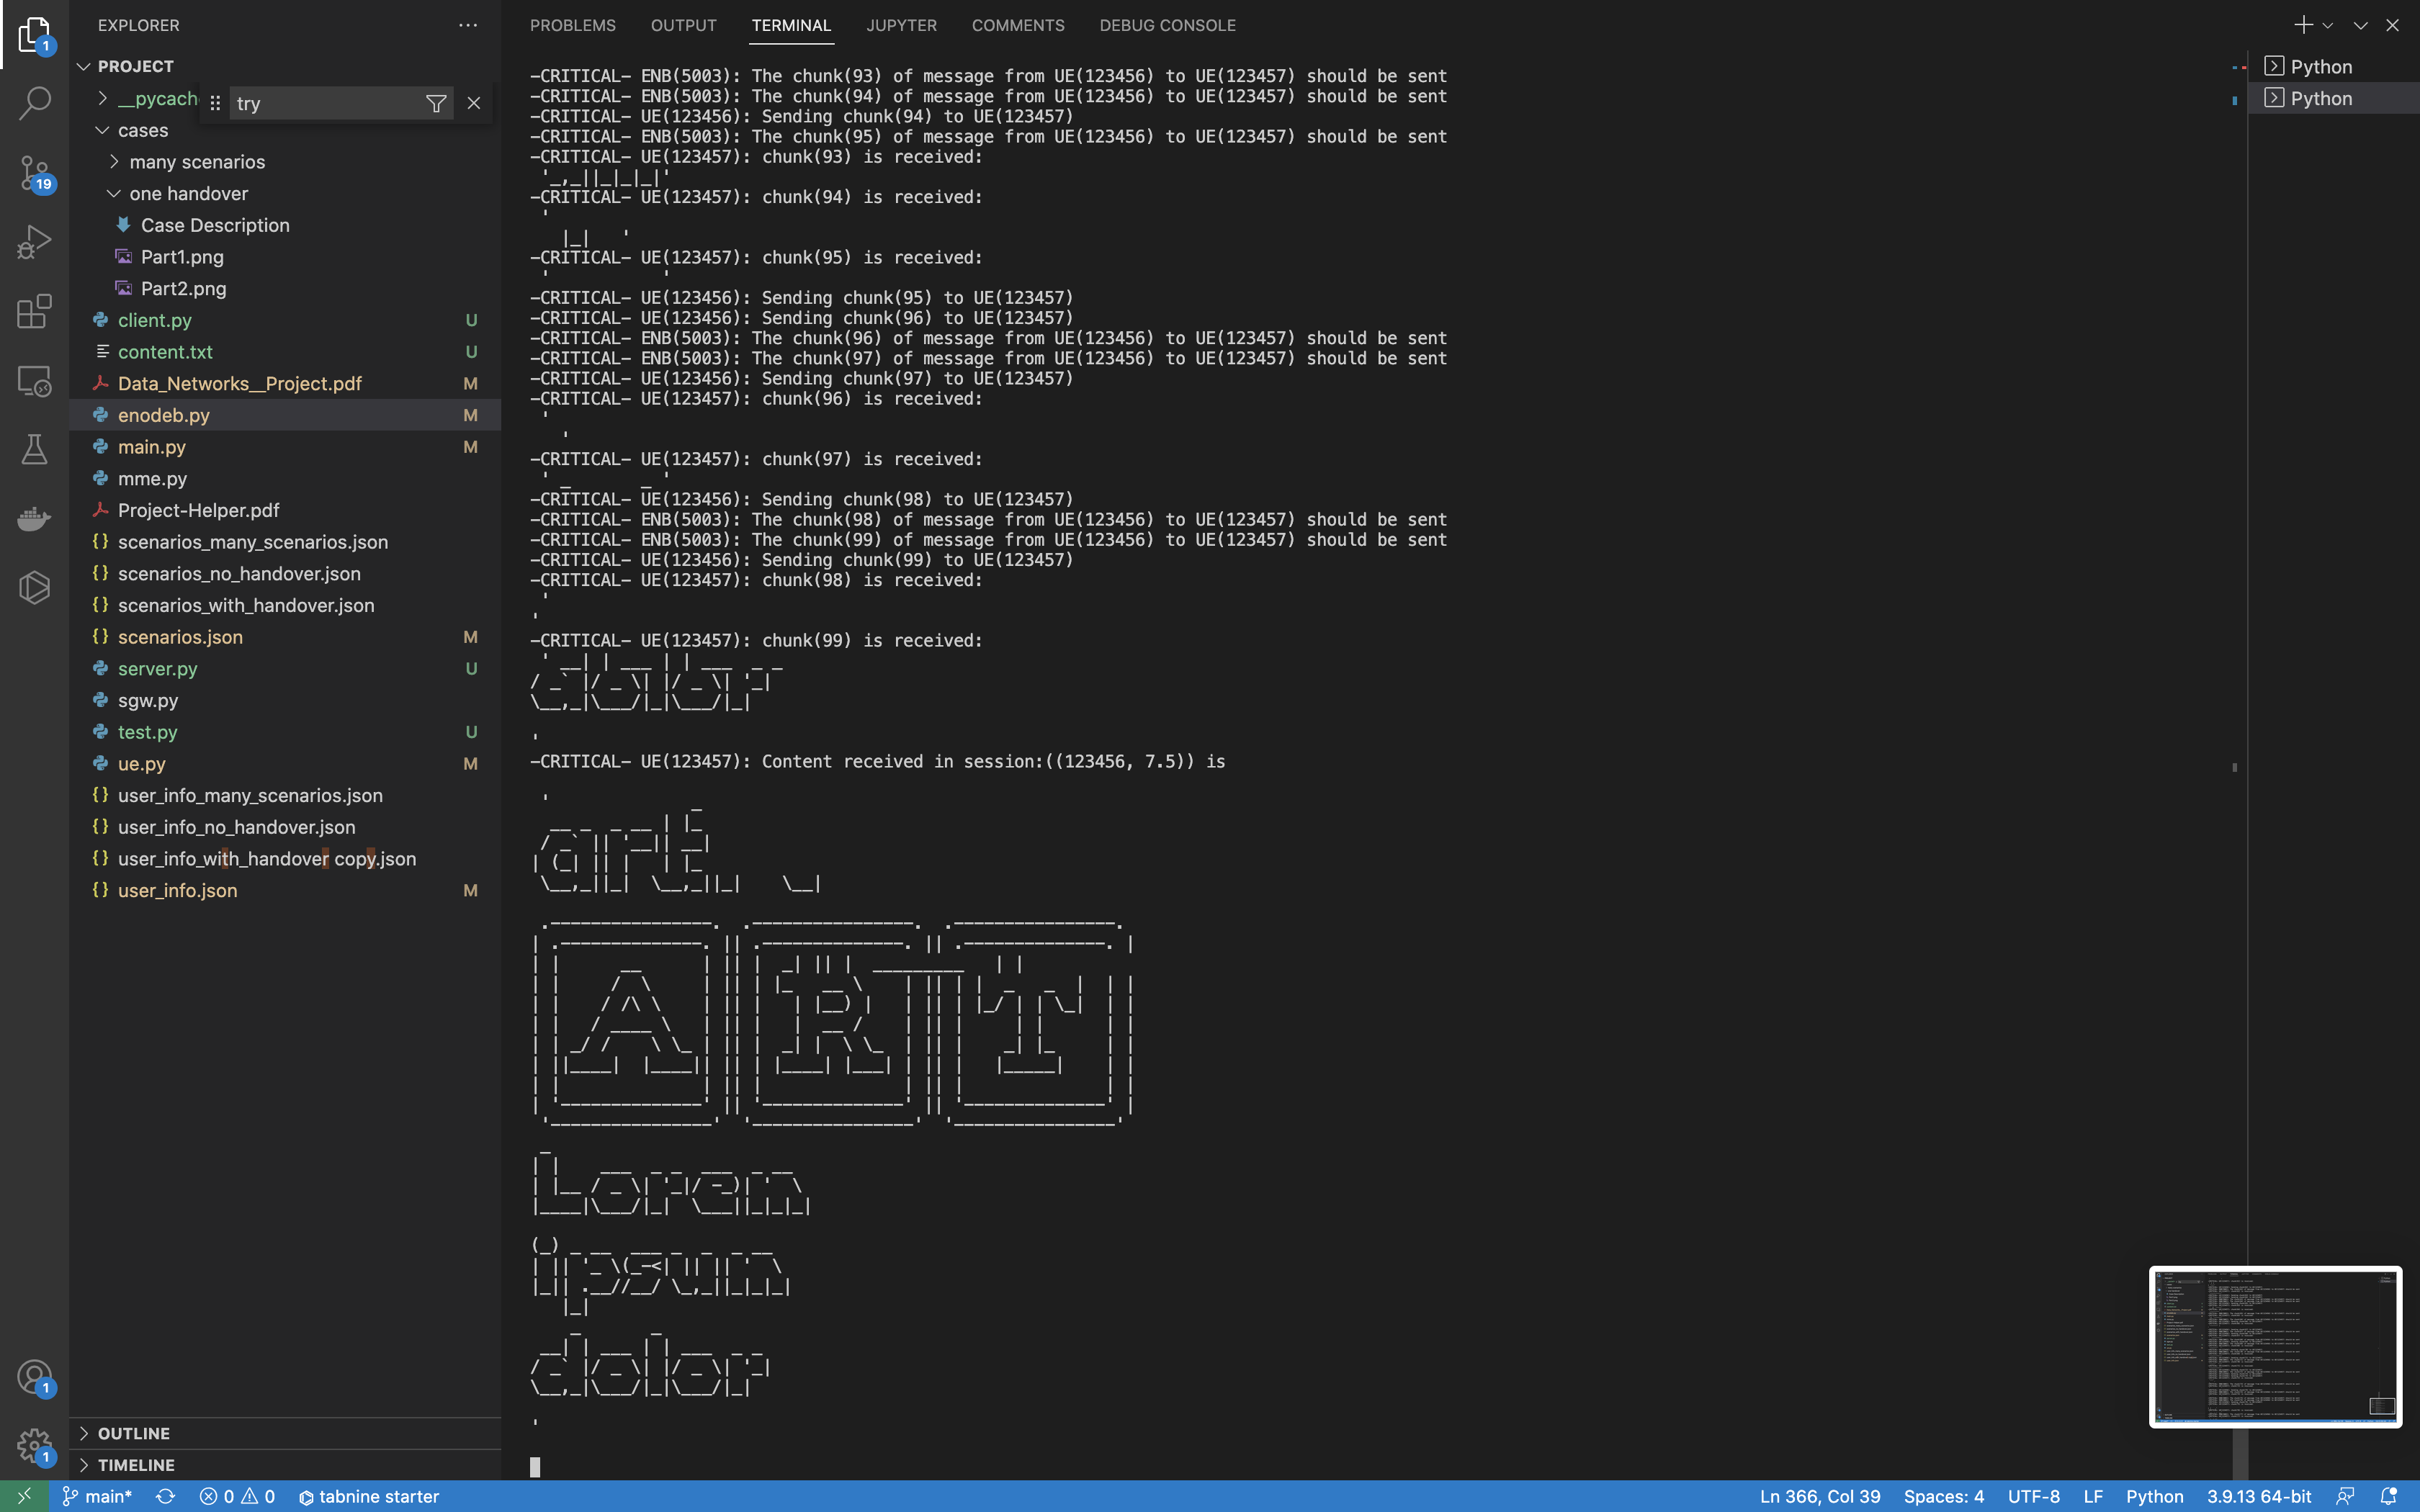 EXPLORER
PROJECT
__pycach
try
cases
many scenarios
one handover
Case Description
Part1.png
Part2.png
client.py U
content.txt U
Data_Networks__Project.pdf M
enodeb.py M
main.py M
mme.py
Project-Helper.pdf
scenarios_many_scenarios.json
scenarios_no_handover.json
scenarios_with_handover.json
scenarios.json M
server.py U
sgw.py
test.py U
ue.py M
user_info_many_scenarios.json
user_info_no_handover.json
user_info_with_handover copy.json
user_info.json M
OUTLINE
TIMELINE
1
19
1
1
PROBLEMS OUTPUT TERMINAL JUPYTER COMMENTS DEBUG CONSOLE
Python
Python
-CRITICAL- ENB(5003): The chunk(93) of message from UE(123456) to UE(123457) should be sent
-CRITICAL- ENB(5003): The chunk(94) of message from UE(123456) to UE(123457) should be sent
-CRITICAL- UE(123456): Sending chunk(94) to UE(123457)
-CRITICAL- ENB(5003): The chunk(95) of message from UE(123456) to UE(123457) should be sent
-CRITICAL- UE(123457): chunk(93) is received:
'_,_||_|_|_|'
-CRITICAL- UE(123457): chunk(94) is received:
'
|_|   '
-CRITICAL- UE(123457): chunk(95) is received:
'           '
-CRITICAL- UE(123456): Sending chunk(95) to UE(123457)
-CRITICAL- UE(123456): Sending chunk(96) to UE(123457)
-CRITICAL- ENB(5003): The chunk(96) of message from UE(123456) to UE(123457) should be sent
-CRITICAL- ENB(5003): The chunk(97) of message from UE(123456) to UE(123457) should be sent
-CRITICAL- UE(123456): Sending chunk(97) to UE(123457)
-CRITICAL- UE(123457): chunk(96) is received:
'
'
-CRITICAL- UE(123457): chunk(97) is received:
' _       _ '
-CRITICAL- UE(123456): Sending chunk(98) to UE(123457)
-CRITICAL- ENB(5003): The chunk(98) of message from UE(123456) to UE(123457) should be sent
-CRITICAL- ENB(5003): The chunk(99) of message from UE(123456) to UE(123457) should be sent
-CRITICAL- UE(123456): Sending chunk(99) to UE(123457)
-CRITICAL- UE(123457): chunk(98) is received:
'
'
-CRITICAL- UE(123457): chunk(99) is received:
dolor
'
-CRITICAL- UE(123457): Content received in session:((123456, 7.5)) is
'
art
ART
Lorem
ipsum
dolor
'
main* 0 0 tabnine starter
Ln 366, Col 39 Spaces: 4 UTF-8 LF Python 3.9.13 64-bit